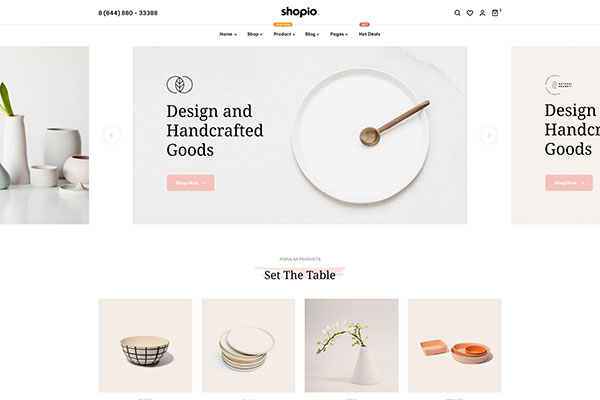 8 (844) 880 - 33388
shopio.
Home
Shop
Product
Blog
Pages
Hot Deals
Design and
Handcrafted
Goods
Shop Now →
Design
Goods
Shop Now
POPULAR PRODUCTS
Set The Table